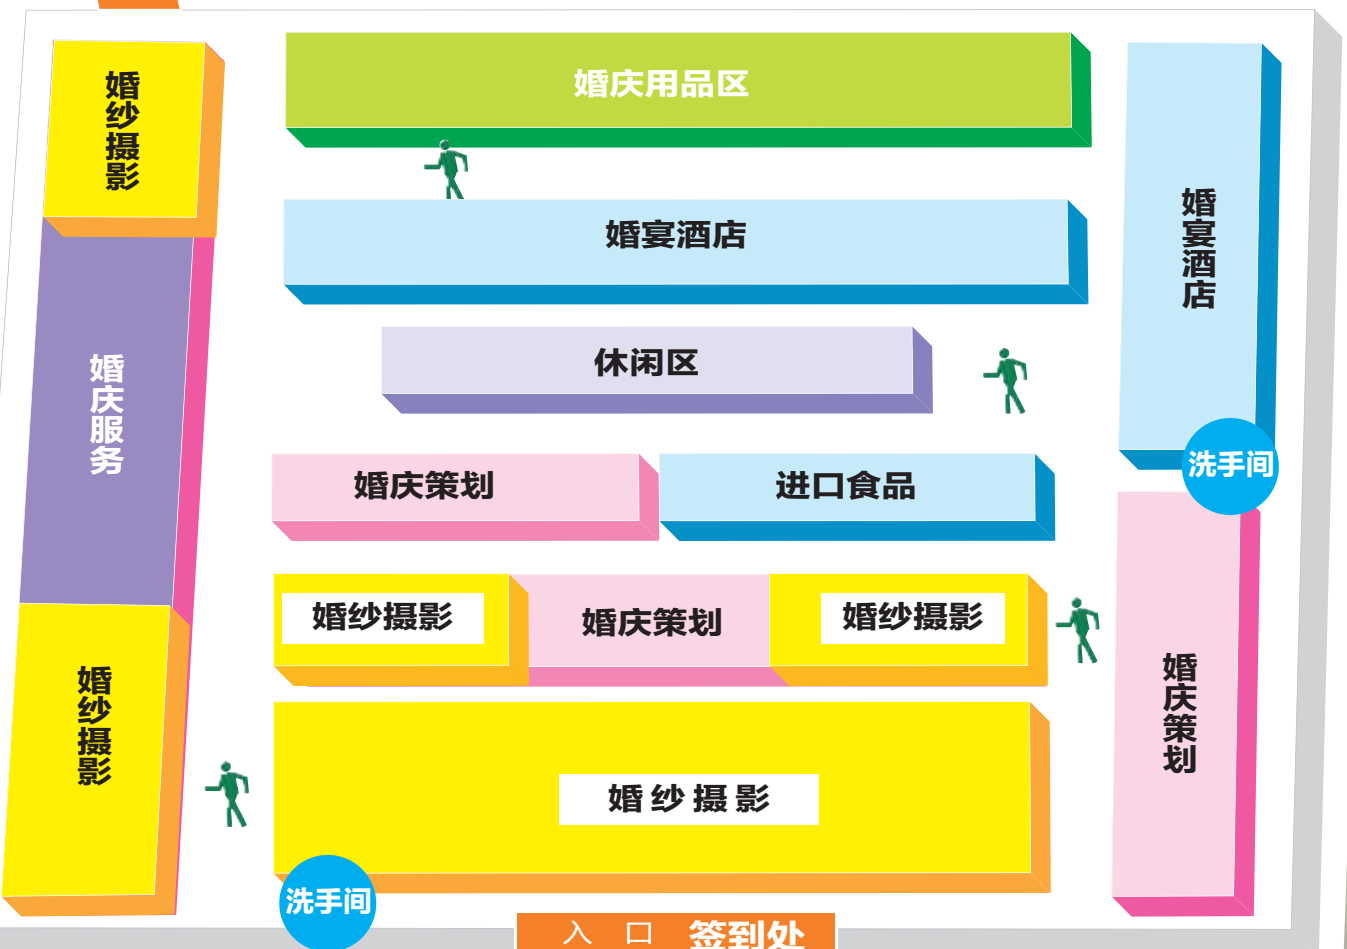 婚庆用品区
婚纱摄影
婚宴酒店
婚宴酒店
休闲区
婚庆服务
洗手间
婚庆策划
进口食品
婚纱摄影
婚庆策划
婚纱摄影
婚纱摄影
婚庆策划
婚纱摄影
洗手间
入口 签到处